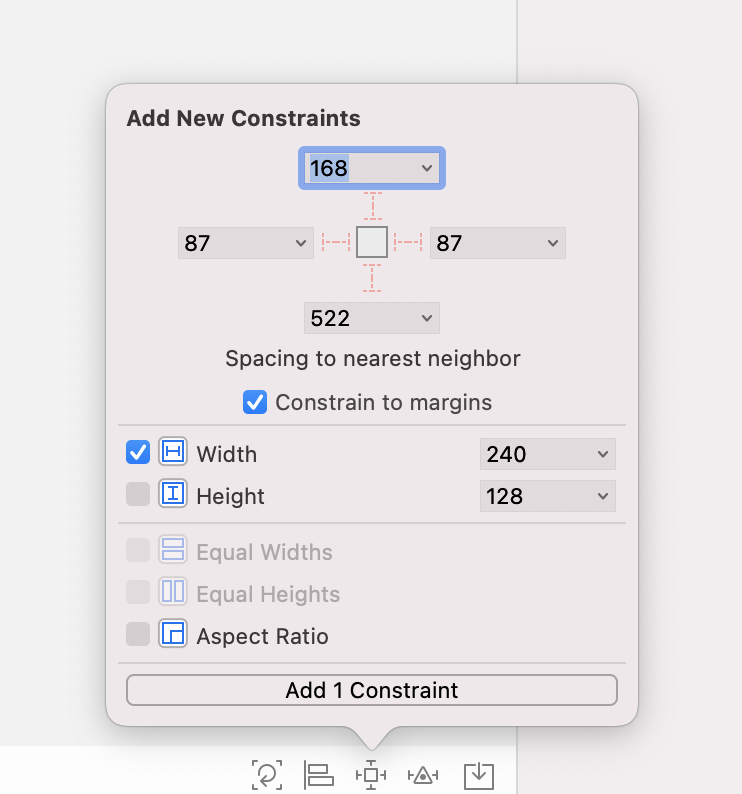 Add New Constraints
168
87 87
522
Spacing to nearest neighbor
Constrain to margins
Width 240
Height 128
Equal Widths
Equal Heights
Aspect Ratio
Add 1 Constraint